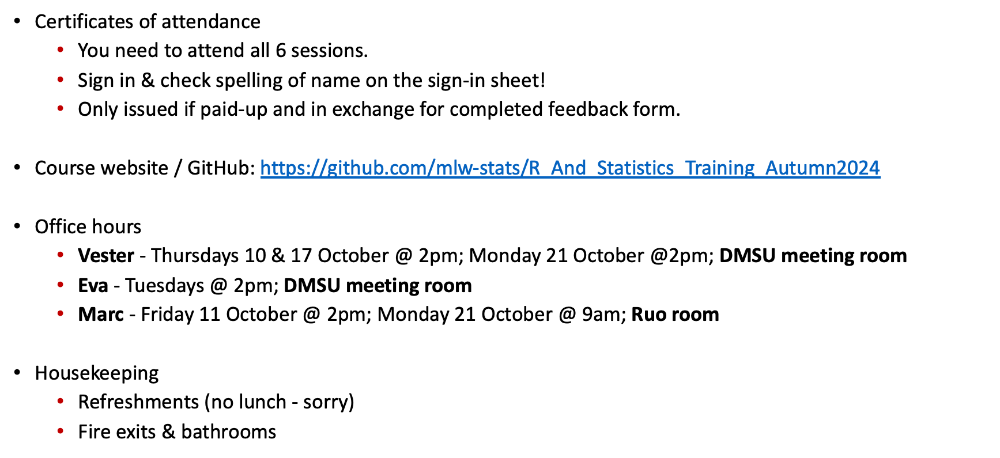 • Certificates of attendance
• You need to attend all 6 sessions.
• Sign in & check spelling of name on the sign-in sheet!
• Only issued if paid-up and in exchange for completed feedback form.
• Course website / GitHub: https://github.com/mlw-stats/R_And_Statistics_Training_Autumn2024
• Office hours
• Vester - Thursdays 10 & 17 October @ 2pm; Monday 21 October @2pm; DMSU meeting room
• Eva - Tuesdays @ 2pm; DMSU meeting room
• Marc - Friday 11 October @ 2pm; Monday 21 October @ 9am; Ruo room
• Housekeeping
• Refreshments (no lunch - sorry)
• Fire exits & bathrooms